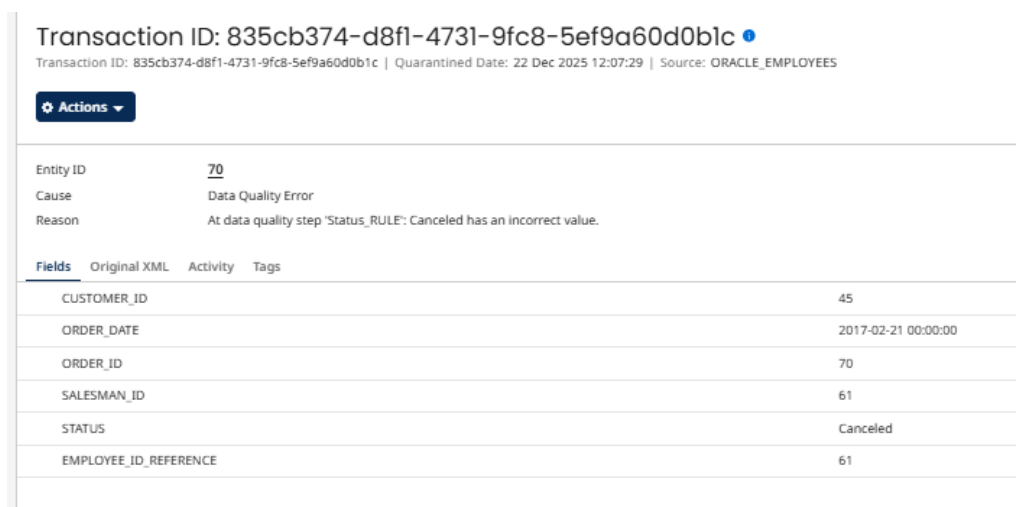 Transaction ID: 835cb374-d8f1-4731-9fc8-5ef9a60d0b1c
Transaction ID: 835cb374-d8f1-4731-9fc8-5ef9a60d0b1c | Quarantined Date: 22 Dec 2025 12:07:29 | Source: ORACLE_EMPLOYEES
Actions
Entity ID 70
Cause Data Quality Error
Reason At data quality step 'Status_RULE': Canceled has an incorrect value.
Fields Original XML Activity Tags
CUSTOMER_ID 45
ORDER_DATE 2017-02-21 00:00:00
ORDER_ID 70
SALESMAN_ID 61
STATUS Canceled
EMPLOYEE_ID_REFERENCE 61